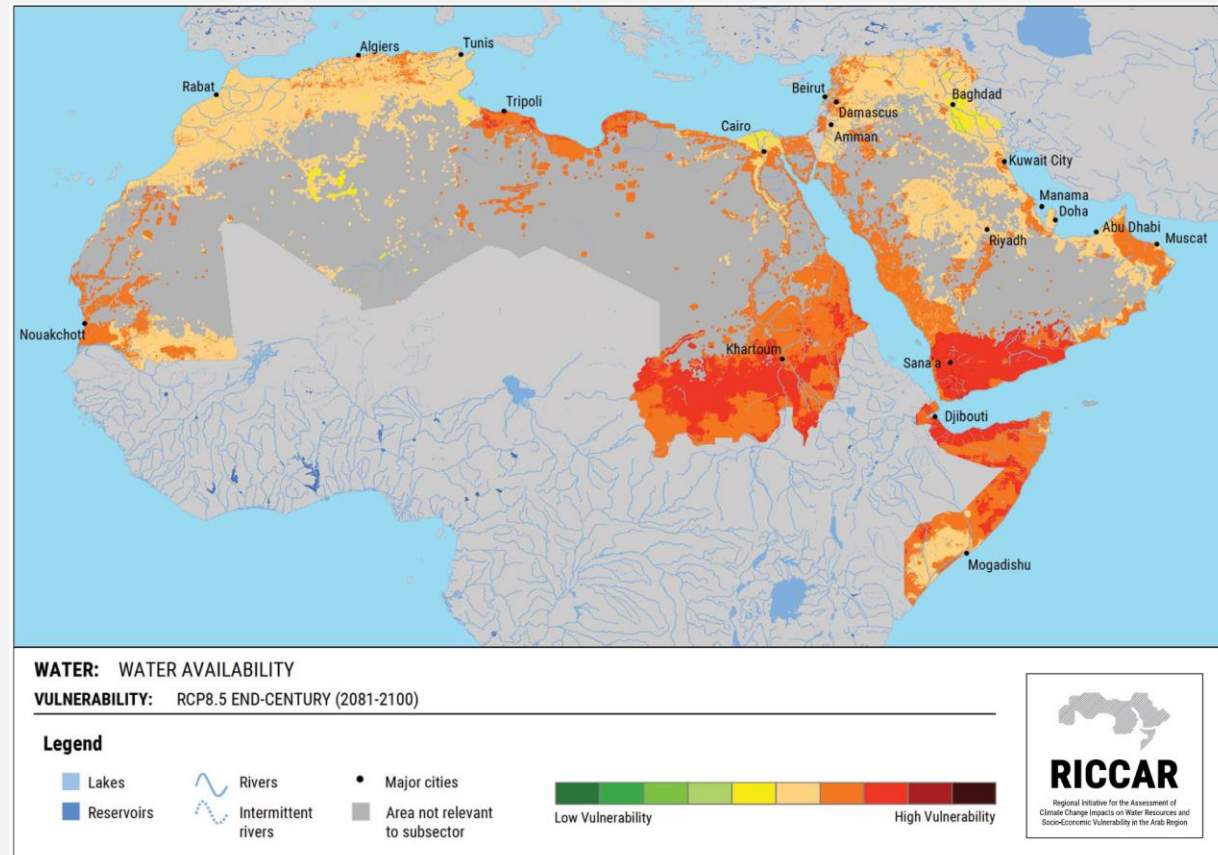 Algiers
Tunis
Rabat
Tripoli
Beirut
Damascus
Baghdad
Cairo
Amman
Kuwait City
Manama
Doha
Riyadh
Abu Dhabi
Muscat
Nouakchott
Khartoum
Sana'a
Djibouti
Mogadishu
WATER: WATER AVAILABILITY
VULNERABILITY: RCP8.5 END-CENTURY (2081-2100)
Legend
Lakes
Rivers
Major cities
Reservoirs
Intermittent
rivers
Area not relevant
to subsector
Low Vulnerability
High Vulnerability
RICCAR
Regional Initiative for the Assessment of
Climate Change Impacts on Water Resources and
Socio-Economic Vulnerability in the Arab Region